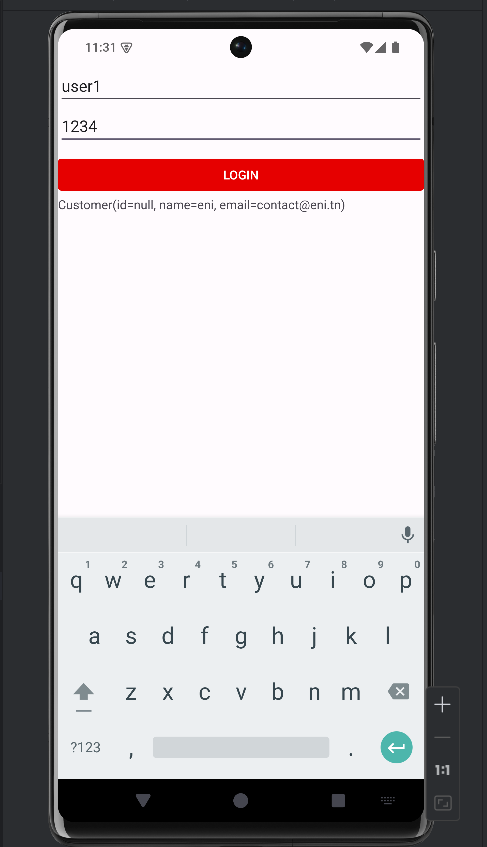 11:31
user1
1234
LOGIN
Customer(id=null, name=eni, email=contact@eni.tn)
1 2 3 4 5 6 7 8 9 0
q w e r t y u i o p
a s d f g h j k l
z x c v b n m
?123 , .
1:1